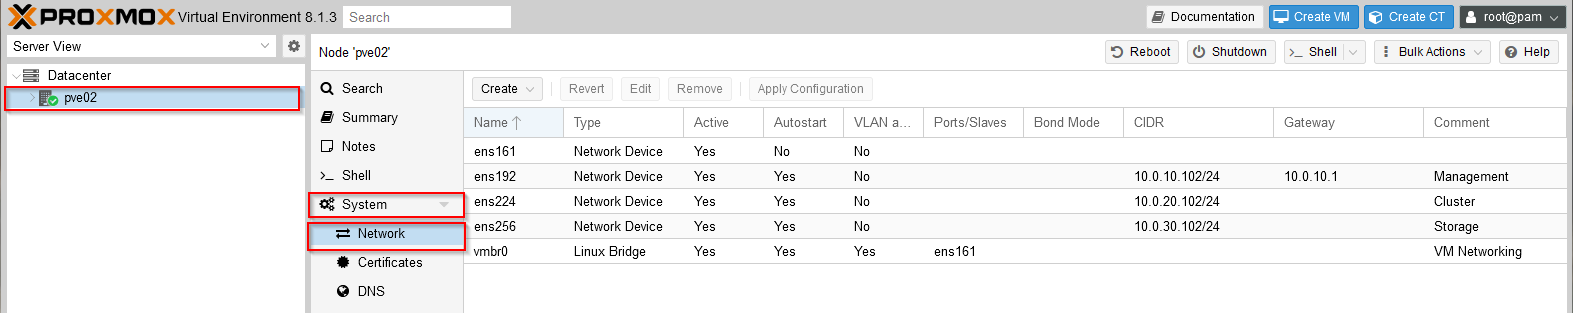 PROXMOX Virtual Environment 8.1.3 Search Documentation Create VM Create CT root@pam
Server View Node 'pve02' Reboot Shutdown >_ Shell Bulk Actions Help
Datacenter
pve02
Search
Summary
Notes
>_ Shell
System
Network
Certificates
DNS
Create Revert Edit Remove Apply Configuration
Name Type Active Autostart VLAN a... Ports/Slaves Bond Mode CIDR Gateway Comment
ens161 Network Device Yes No No
ens192 Network Device Yes Yes No 10.0.10.102/24 10.0.10.1 Management
ens224 Network Device Yes Yes No 10.0.20.102/24 Cluster
ens256 Network Device Yes Yes No 10.0.30.102/24 Storage
vmbr0 Linux Bridge Yes Yes Yes ens161 VM Networking